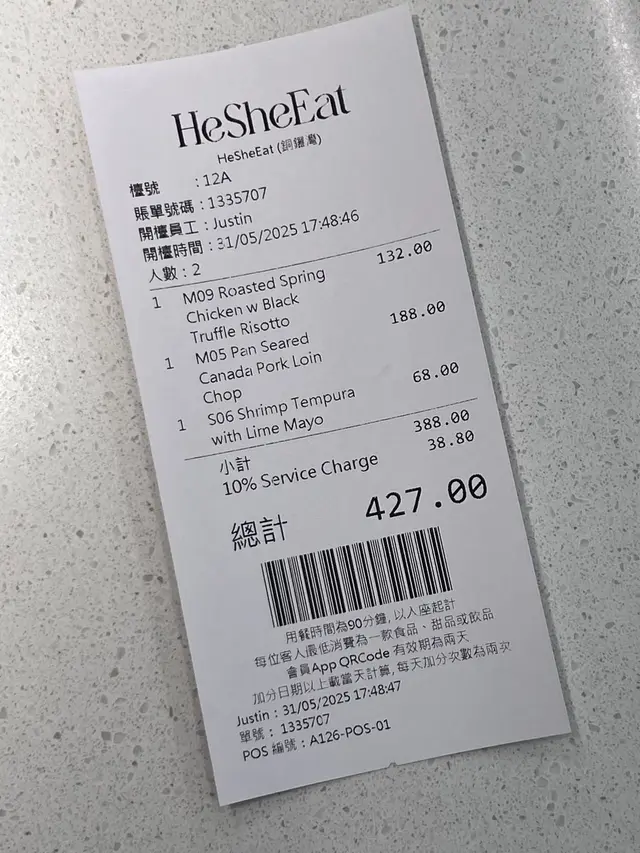 HeSheEat
HeSheEat (銅鑼灣)
檯號 : 12A
賬單號碼 : 1335707
開檯員工 : Justin
開檯時間 : 31/05/2025 17:48:46
人數 : 2
1 M09 Roasted Spring 132.00
Chicken w Black
Truffle Risotto
1 M05 Pan Seared 188.00
Canada Pork Loin
Chop
1 S06 Shrimp Tempura 68.00
with Lime Mayo
小計 388.00
10% Service Charge 38.80
總計 427.00
用餐時間為90分鐘, 以入座起計
每位客人最低消費為一款食品、甜品或飲品
會員App QRCode 有效期為兩天
加分日期以上載當天計算, 每天加分次數為兩次
Justin : 31/05/2025 17:48:47
單號 : 1335707
POS 編號 : A126-POS-01